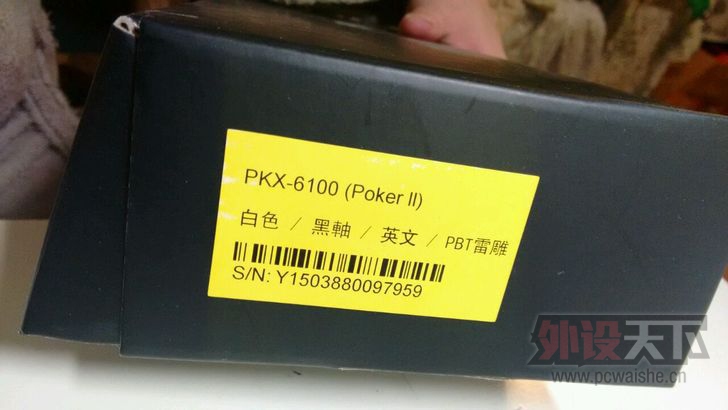 PKX-6100 (Poker II)
白色 / 黑軸 / 英文 / PBT雷雕
S/N: Y1503880097959
外设天下
www.pcwaishe.cn